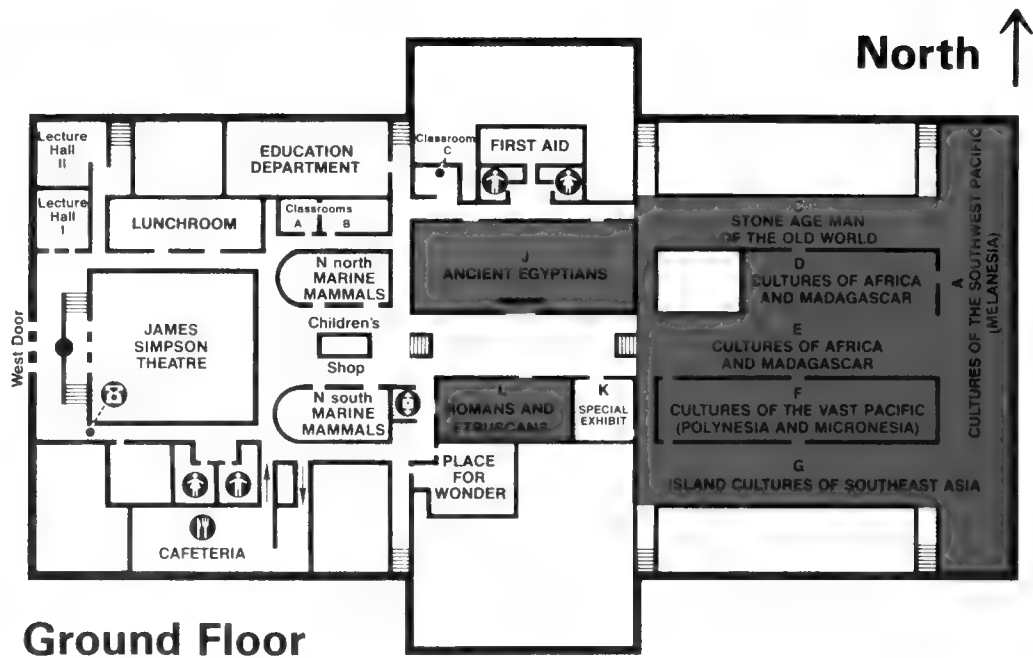 North
Lecture
Hall
II
Lecture
Hall
I
EDUCATION
DEPARTMENT
LUNCHROOM
Classrooms
A B
Classroom
C
FIRST AID
J
ANCIENT EGYPTIANS
N north
MARINE
MAMMALS
West Door
JAMES
SIMPSON
THEATRE
Children's
Shop
N south
MARINE
MAMMALS
L
ROMANS AND
ETRUSCANS
K
SPECIAL
EXHIBIT
PLACE
FOR
WONDER
CAFETERIA
C
STONE AGE MAN
OF THE OLD WORLD
D
CULTURES OF AFRICA
AND MADAGASCAR
E
CULTURES OF AFRICA
AND MADAGASCAR
F
CULTURES OF THE VAST PACIFIC
(POLYNESIA AND MICRONESIA)
G
ISLAND CULTURES OF SOUTHEAST ASIA
A
CULTURES OF THE SOUTHWEST PACIFIC
(MELANESIA)
Ground Floor